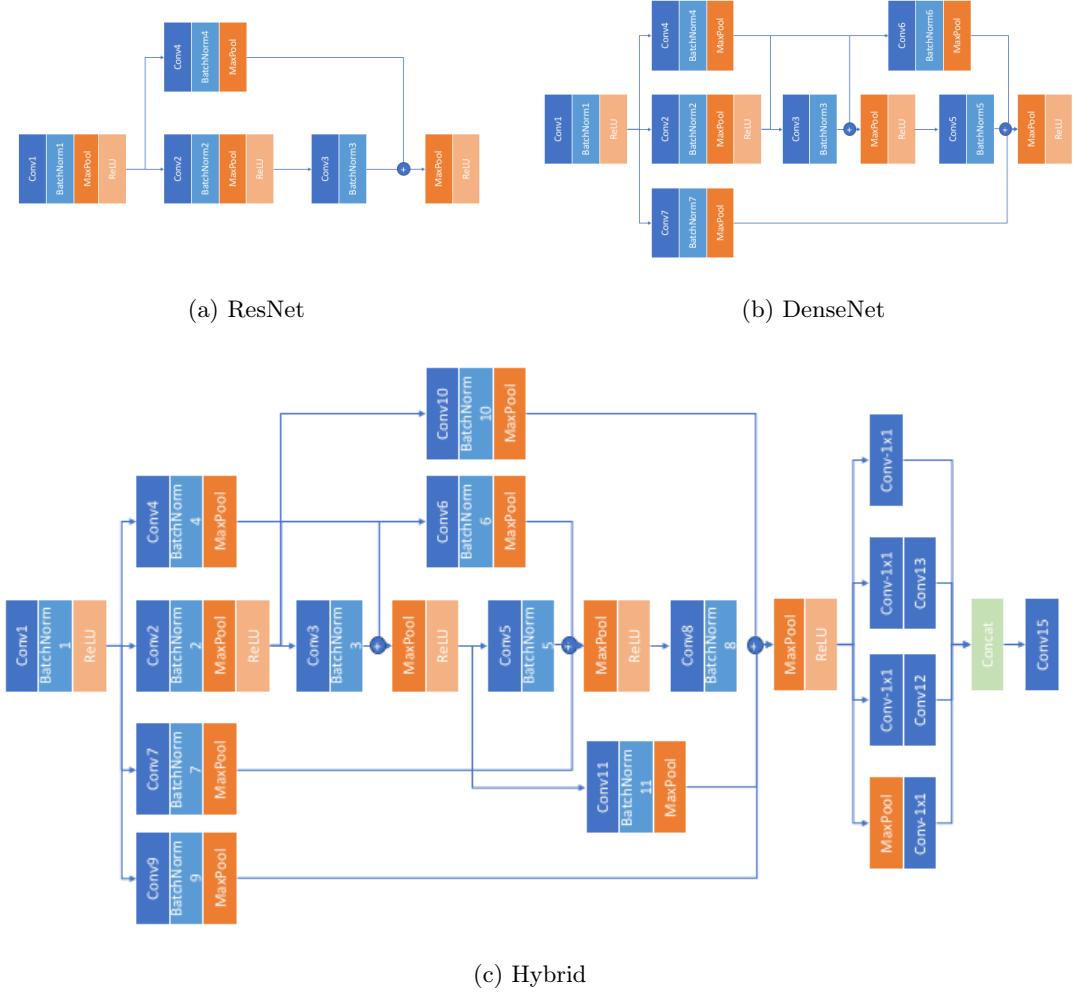 Conv4
BatchNorm4
MaxPool
Conv1
BatchNorm1
MaxPool
ReLU
Conv2
BatchNorm2
MaxPool
ReLU
Conv3
BatchNorm3
+
MaxPool
ReLU
(a) ResNet
Conv4
BatchNorm4
MaxPool
Conv6
BatchNorm6
MaxPool
Conv1
BatchNorm1
ReLU
Conv2
BatchNorm2
MaxPool
ReLU
Conv3
BatchNorm3
+
MaxPool
ReLU
Conv5
BatchNorm5
+
MaxPool
ReLU
Conv7
BatchNorm7
MaxPool
(b) DenseNet
Conv10
BatchNorm
10
MaxPool
Conv4
BatchNorm
4
MaxPool
Conv6
BatchNorm
6
MaxPool
Conv1
BatchNorm
1
ReLU
Conv2
BatchNorm
2
MaxPool
ReLU
Conv3
BatchNorm
3
+
MaxPool
ReLU
Conv5
BatchNorm
5
+
MaxPool
ReLU
Conv8
BatchNorm
8
+
MaxPool
ReLU
Conv7
BatchNorm
7
MaxPool
Conv11
BatchNorm
11
MaxPool
Conv9
BatchNorm
9
MaxPool
Conv-1x1
Conv-1x1
Conv13
Conv-1x1
Conv12
MaxPool
Conv-1x1
Concat
Conv15
(c) Hybrid